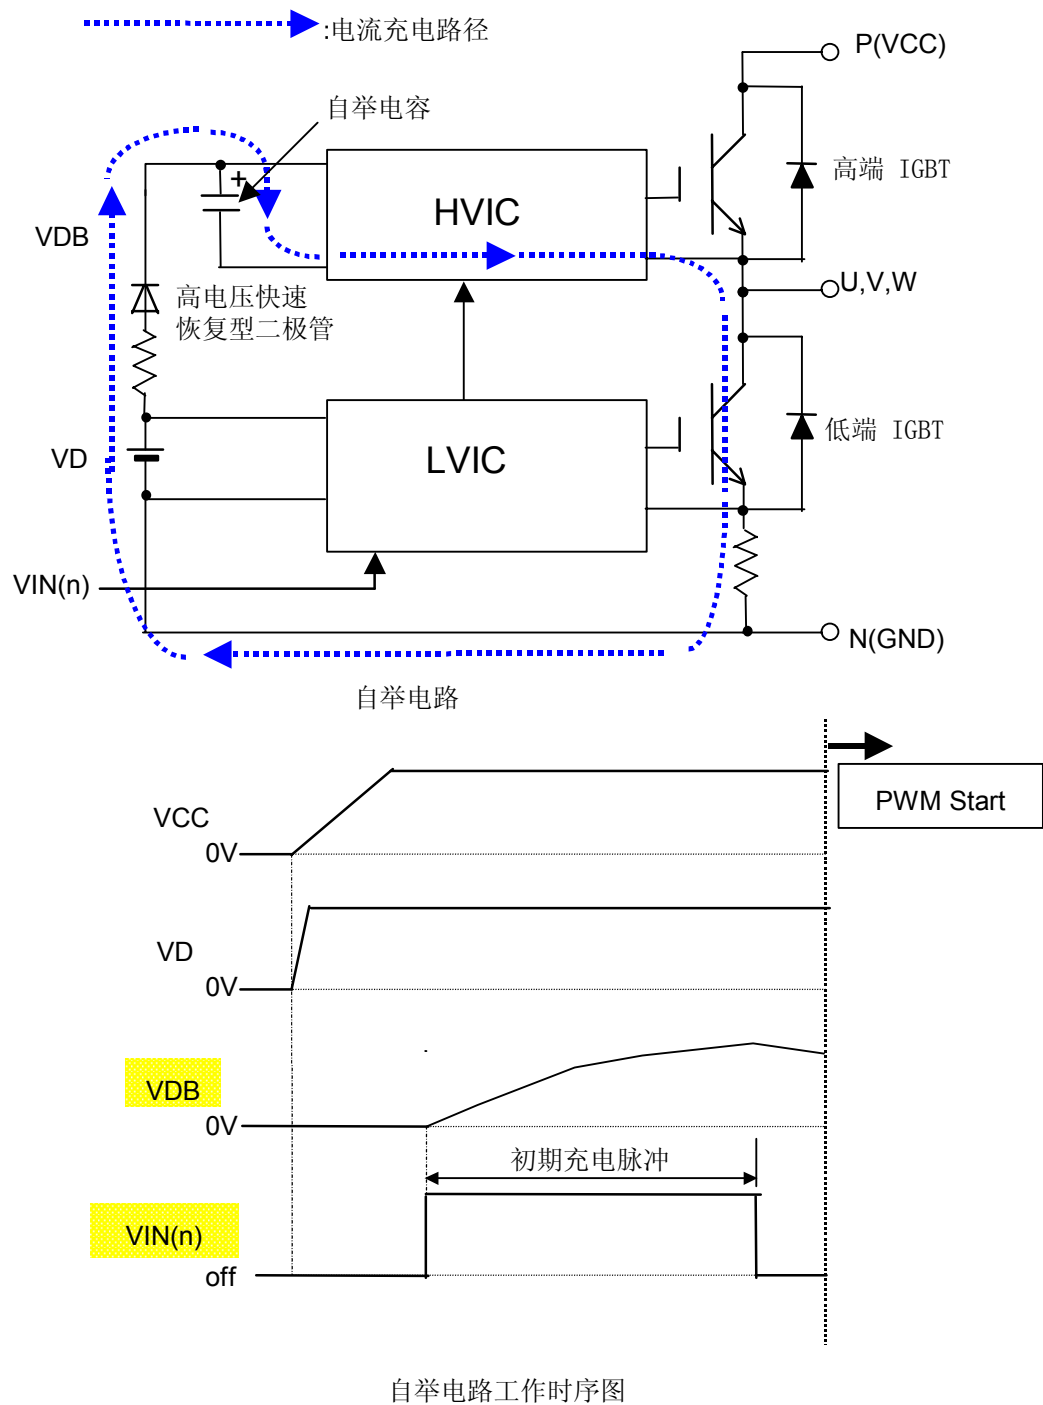 :电流充电路径
P(VCC)
自举电容
+
HVIC
高端 IGBT
VDB
高电压快速
恢复型二极管
U,V,W
VD
LVIC
低端 IGBT
VIN(n)
N(GND)
自举电路
PWM Start
VCC
0V
VD
0V
VDB
0V
初期充电脉冲
VIN(n)
off
自举电路工作时序图